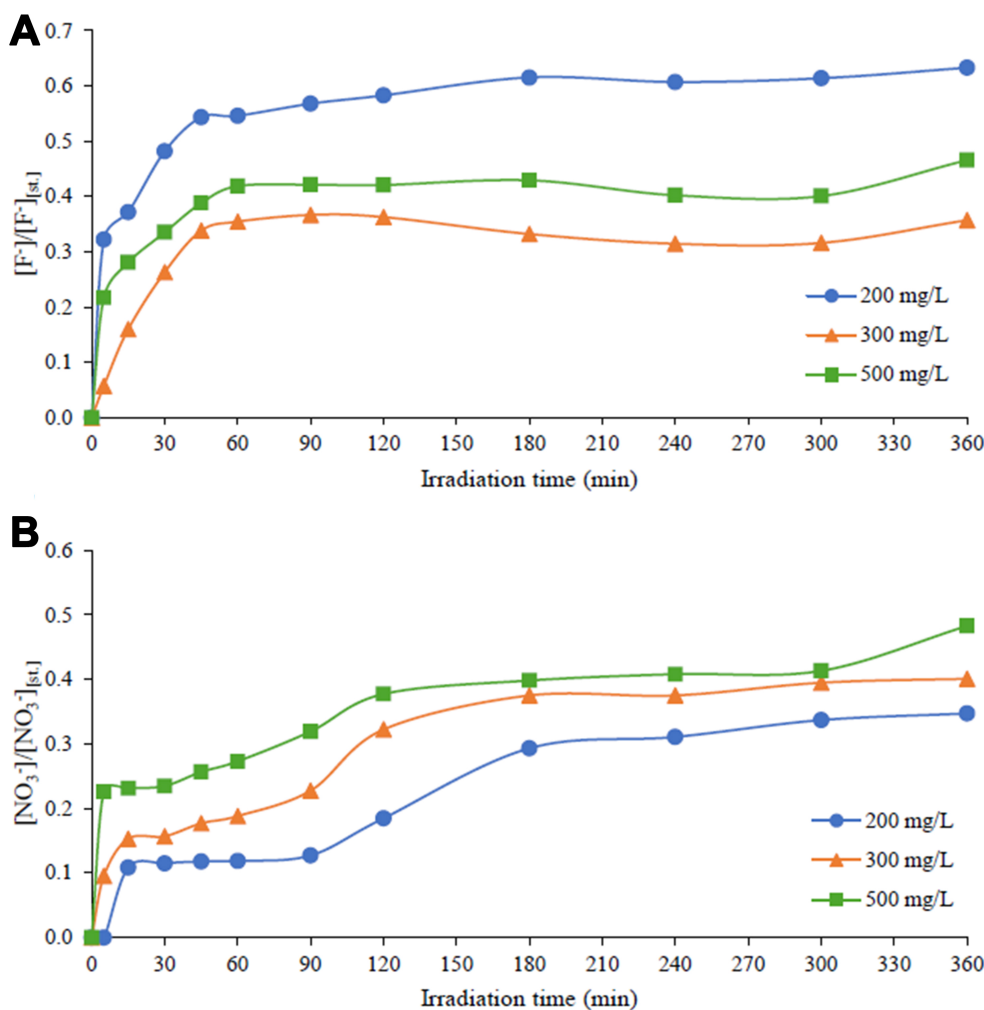 A
0.7
0.6
0.5
0.4
0.3
0.2
0.1
0.0
[F⁻]/[F⁻][st.]
200 mg/L
300 mg/L
500 mg/L
0 30 60 90 120 150 180 210 240 270 300 330 360
Irradiation time (min)
B
0.6
0.5
0.4
0.3
0.2
0.1
0.0
[NO₃⁻]/[NO₃⁻][st.]
200 mg/L
300 mg/L
500 mg/L
0 30 60 90 120 150 180 210 240 270 300 330 360
Irradiation time (min)